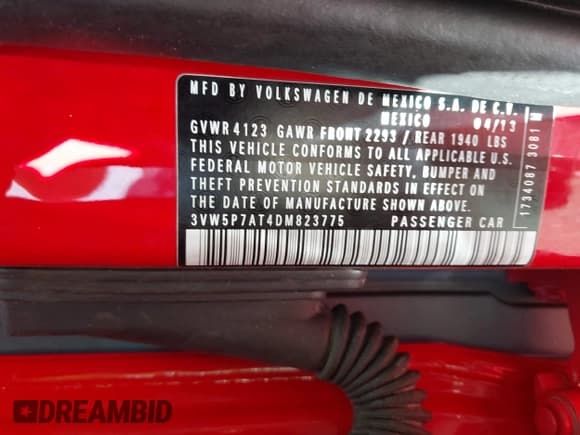 MFD BY VOLKSWAGEN DE MEXICO S.A. DE C.V.
MEXICO 04/13
GVWR 4123 GAWR FRONT 2293 / REAR 1940 LBS
THIS VEHICLE CONFORMS TO ALL APPLICABLE U.S.
FEDERAL MOTOR VEHICLE SAFETY, BUMPER AND
THEFT PREVENTION STANDARDS IN EFFECT ON
THE DATE OF MANUFACTURE SHOWN ABOVE.
3VW5P7AT4DM823775 PASSENGER CAR
1734087 3081 M
DREAMBID